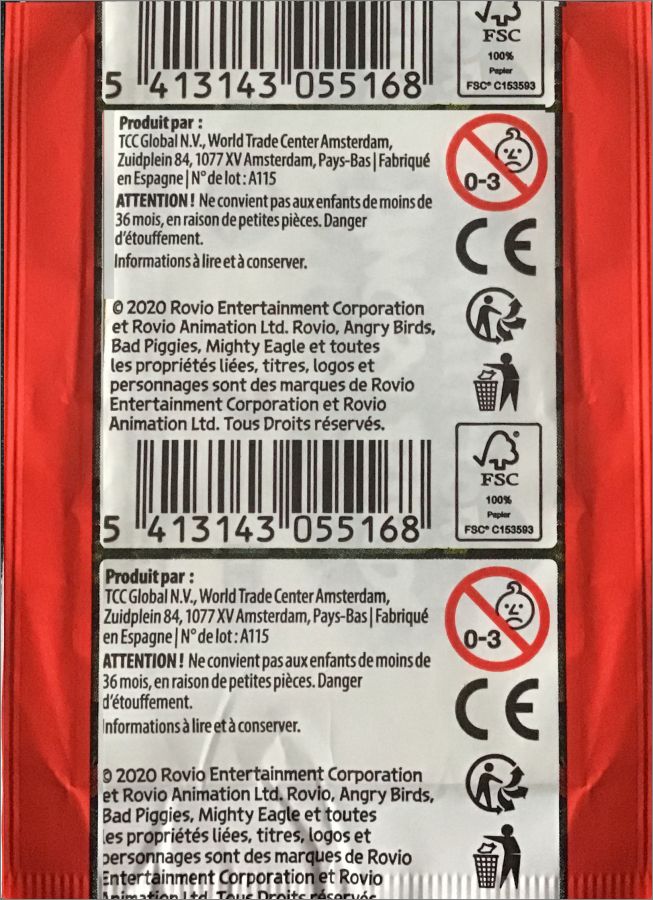 FSC
100%
Papier
FSC® C153593
5 413143 055168
Produit par :
TCC Global N.V., World Trade Center Amsterdam,
Zuidplein 84, 1077 XV Amsterdam, Pays-Bas | Fabriqué
en Espagne | N° de lot : A115
ATTENTION ! Ne convient pas aux enfants de moins de
36 mois, en raison de petites pièces. Danger
d'étouffement.
Informations à lire et à conserver.
0-3
CE
© 2020 Rovio Entertainment Corporation
et Rovio Animation Ltd. Rovio, Angry Birds,
Bad Piggies, Mighty Eagle et toutes
les propriétés liées, titres, logos et
personnages sont des marques de Rovio
Entertainment Corporation et Rovio
Animation Ltd. Tous Droits réservés.
FSC
100%
Papier
FSC® C153593
5 413143 055168
Produit par :
TCC Global N.V., World Trade Center Amsterdam,
Zuidplein 84, 1077 XV Amsterdam, Pays-Bas | Fabriqué
en Espagne | N° de lot : A115
ATTENTION ! Ne convient pas aux enfants de moins de
36 mois, en raison de petites pièces. Danger
d'étouffement.
Informations à lire et à conserver.
0-3
CE
© 2020 Rovio Entertainment Corporation
et Rovio Animation Ltd. Rovio, Angry Birds,
Bad Piggies, Mighty Eagle et toutes
les propriétés liées, titres, logos et
personnages sont des marques de Rovio
Entertainment Corporation et Rovio
Animation Ltd. Tous Droits réservés.